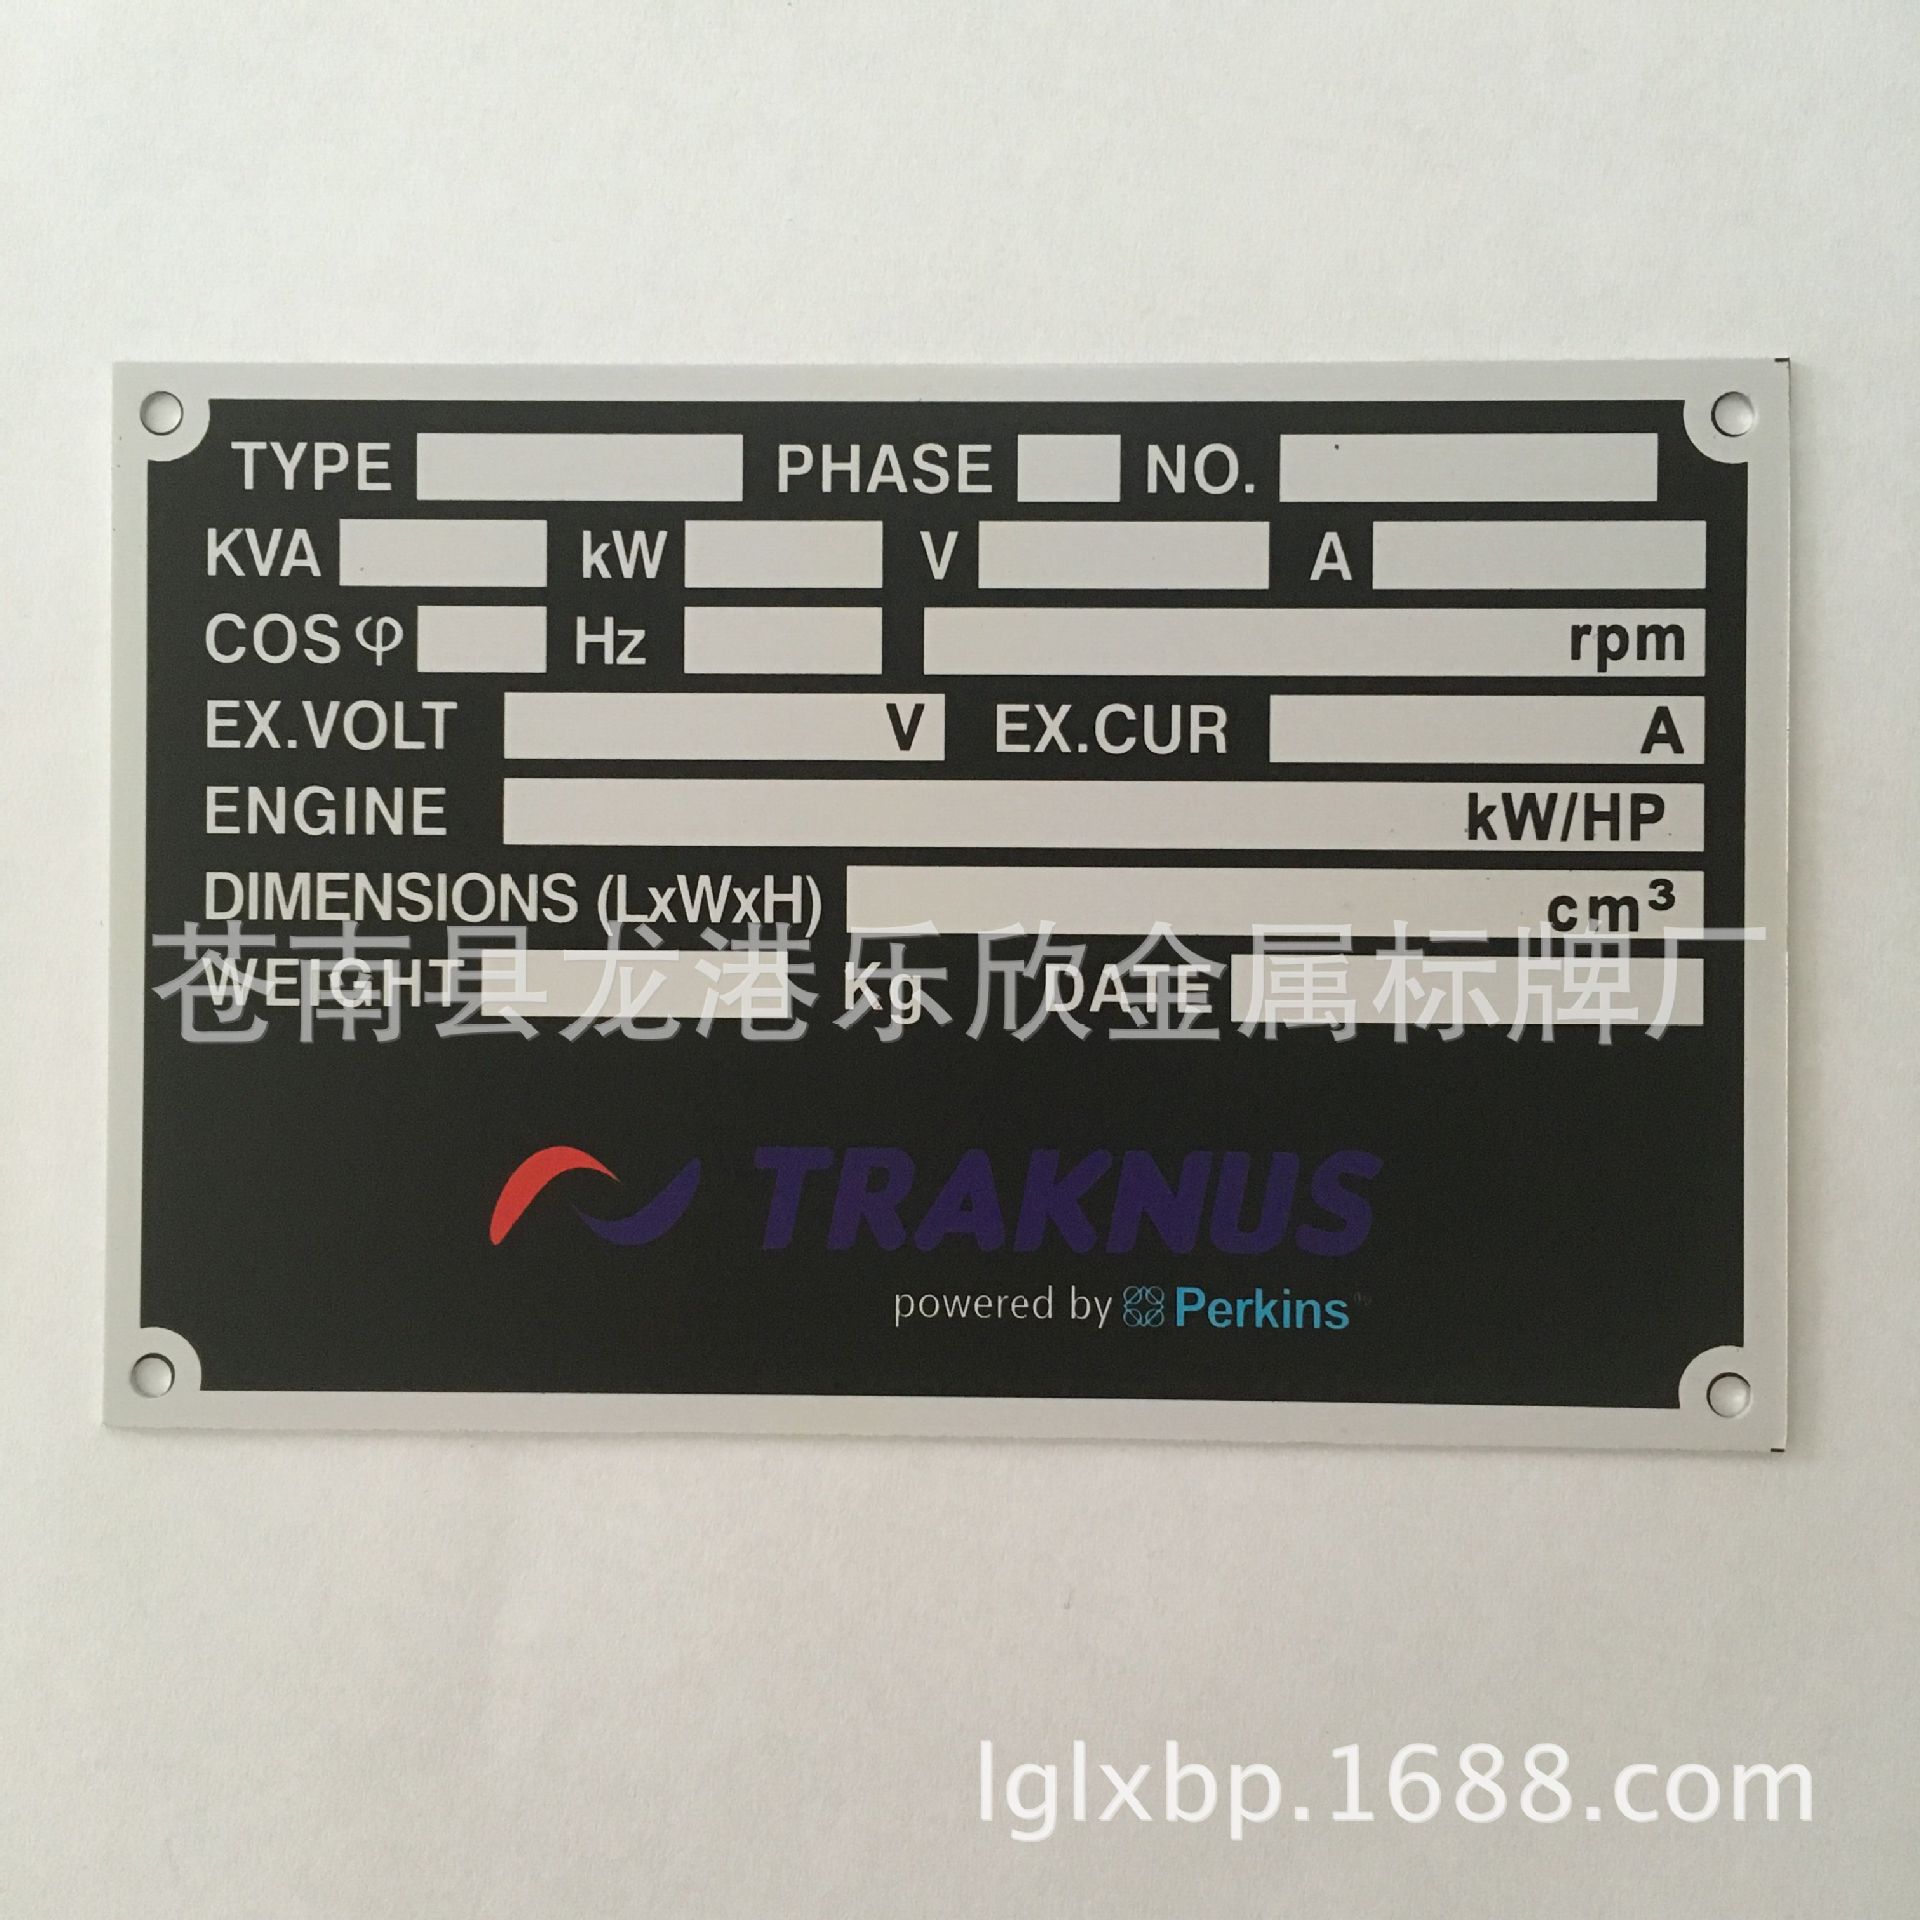 TYPE PHASE NO.
KVA kW V A
COS φ Hz rpm
EX.VOLT V EX.CUR A
ENGINE kW/HP
DIMENSIONS (LxWxH) cm³
苍南县龙港乐欣金属标牌厂
WEIGHT Kg DATE
TRAKNUS
powered by Perkins
lglxbp.1688.com